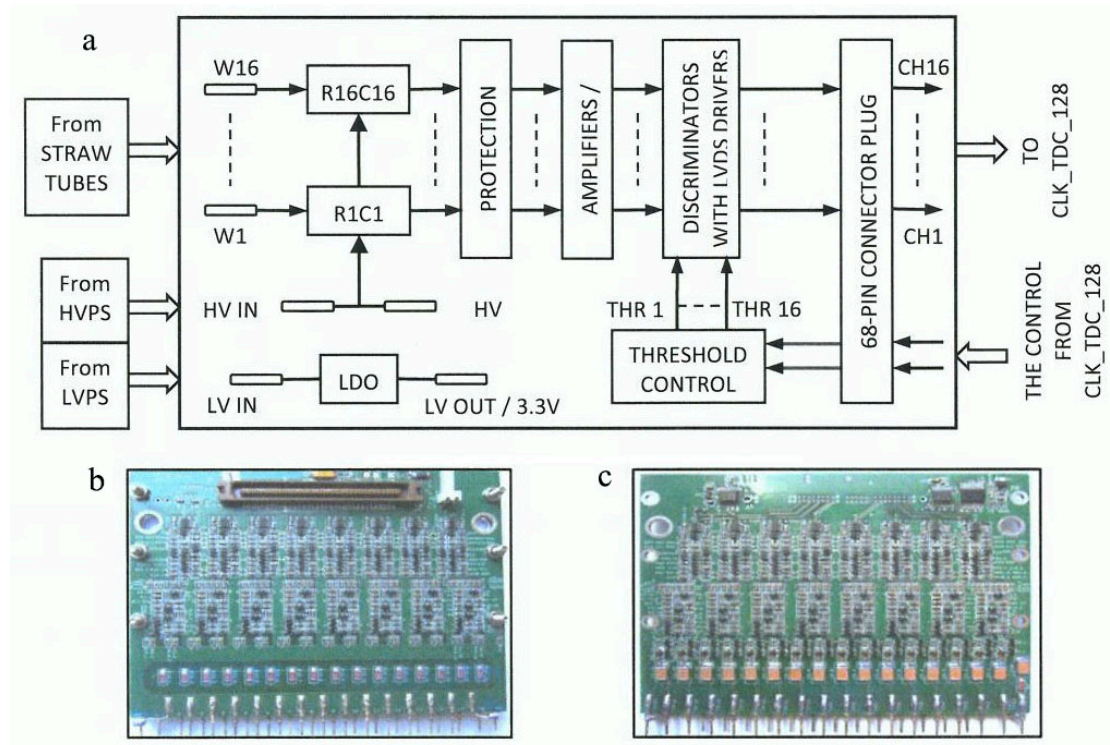 a
From
STRAW
TUBES
From
HVPS
From
LVPS
W16
W1
R16C16
R1C1
HV IN
HV
LV IN
LDO
LV OUT / 3.3V
PROTECTION
AMPLIFIERS /
DISCRIMINATORS
WITH LVDS DRIVFRS
THR 1
THR 16
THRESHOLD
CONTROL
68-PIN CONNECTOR PLUG
CH16
CH1
TO
CLK_TDC_128
THE CONTROL
FROM
CLK_TDC_128
b
c